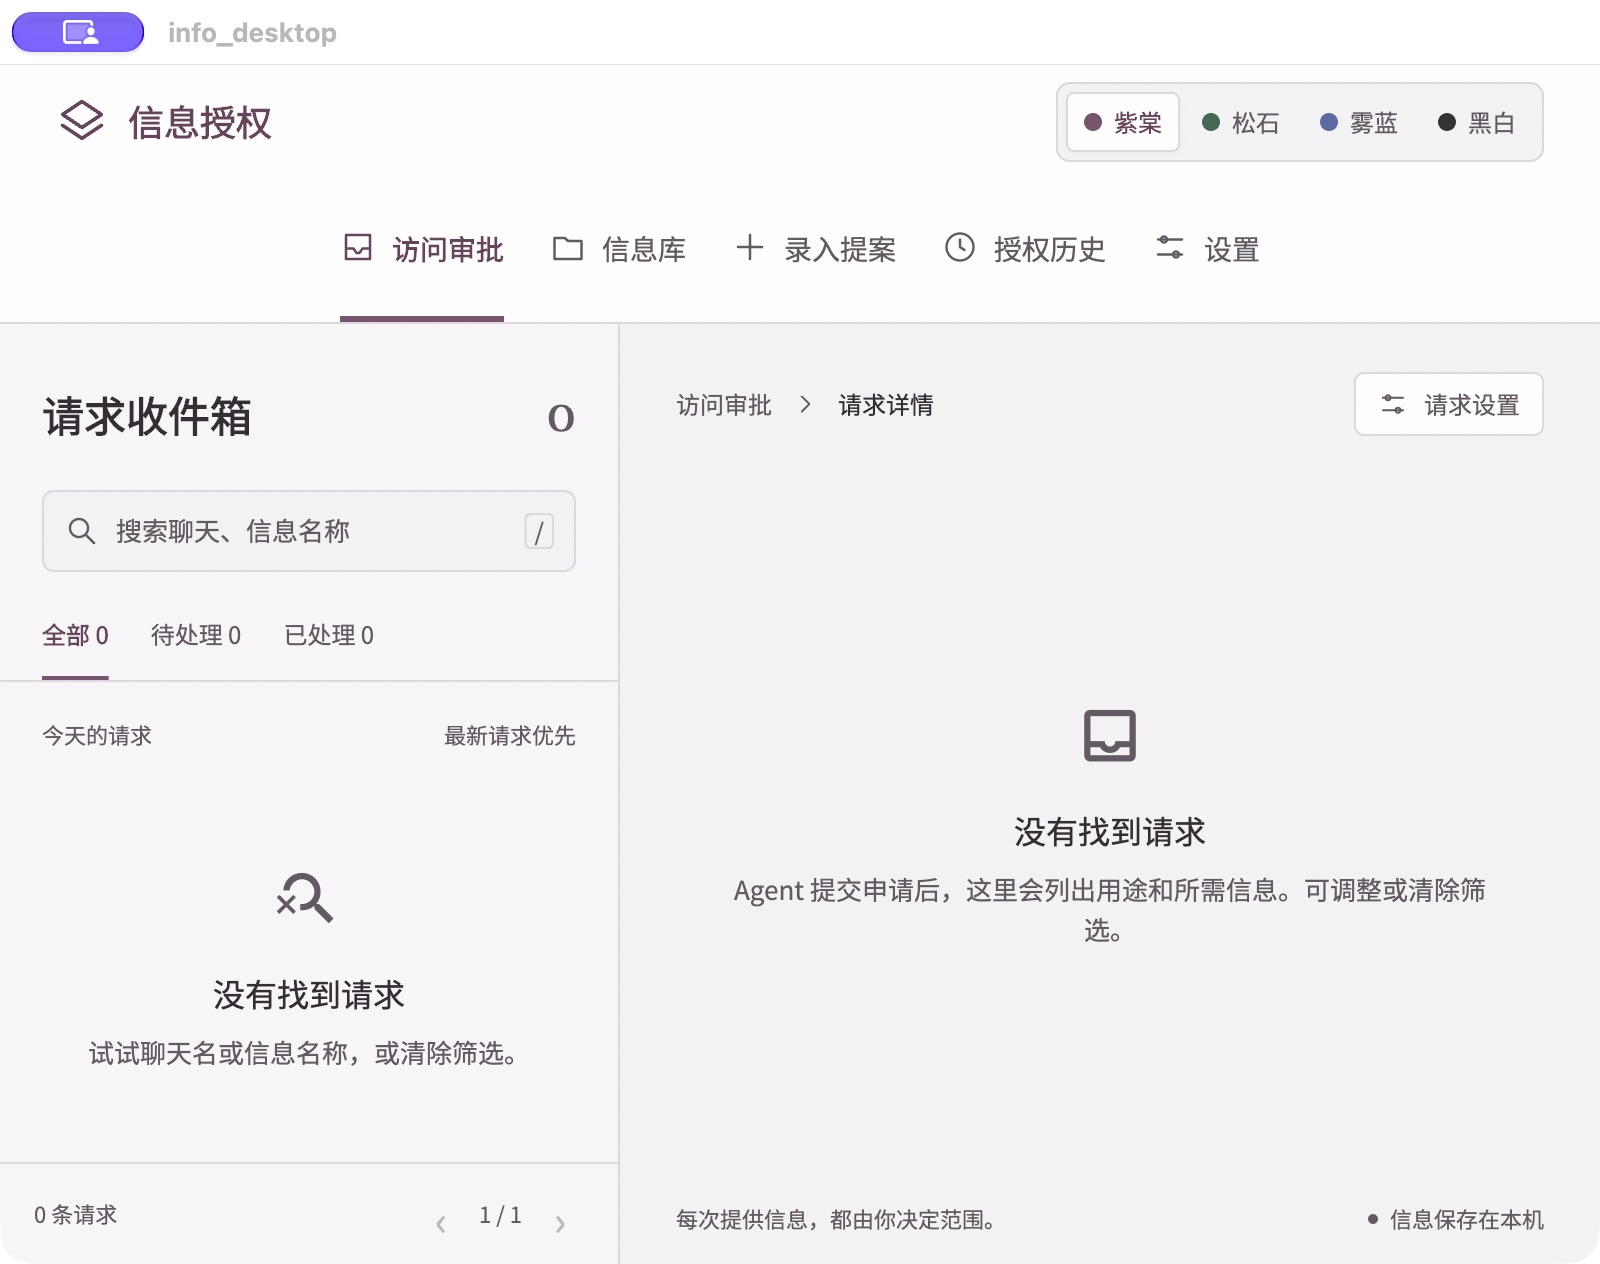 info_desktop
信息授权
紫棠 松石 雾蓝 黑白
访问审批 信息库 录入提案 授权历史 设置
请求收件箱 0
搜索聊天、信息名称 /
全部 0 待处理 0 已处理 0
今天的请求 最新请求优先
没有找到请求
试试聊天名或信息名称，或清除筛选。
0 条请求 ‹ 1 / 1 ›
访问审批 > 请求详情 请求设置
没有找到请求
Agent 提交申请后，这里会列出用途和所需信息。可调整或清除筛
选。
每次提供信息，都由你决定范围。 信息保存在本机